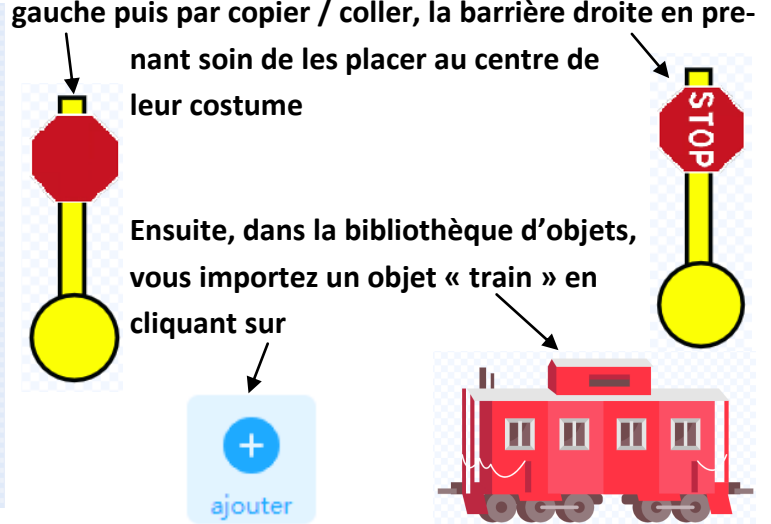 gauche puis par copier / coller, la barrière droite en pre-
nant soin de les placer au centre de
leur costume
STOP
Ensuite, dans la bibliothèque d’objets,
vous importez un objet « train » en
cliquant sur
ajouter